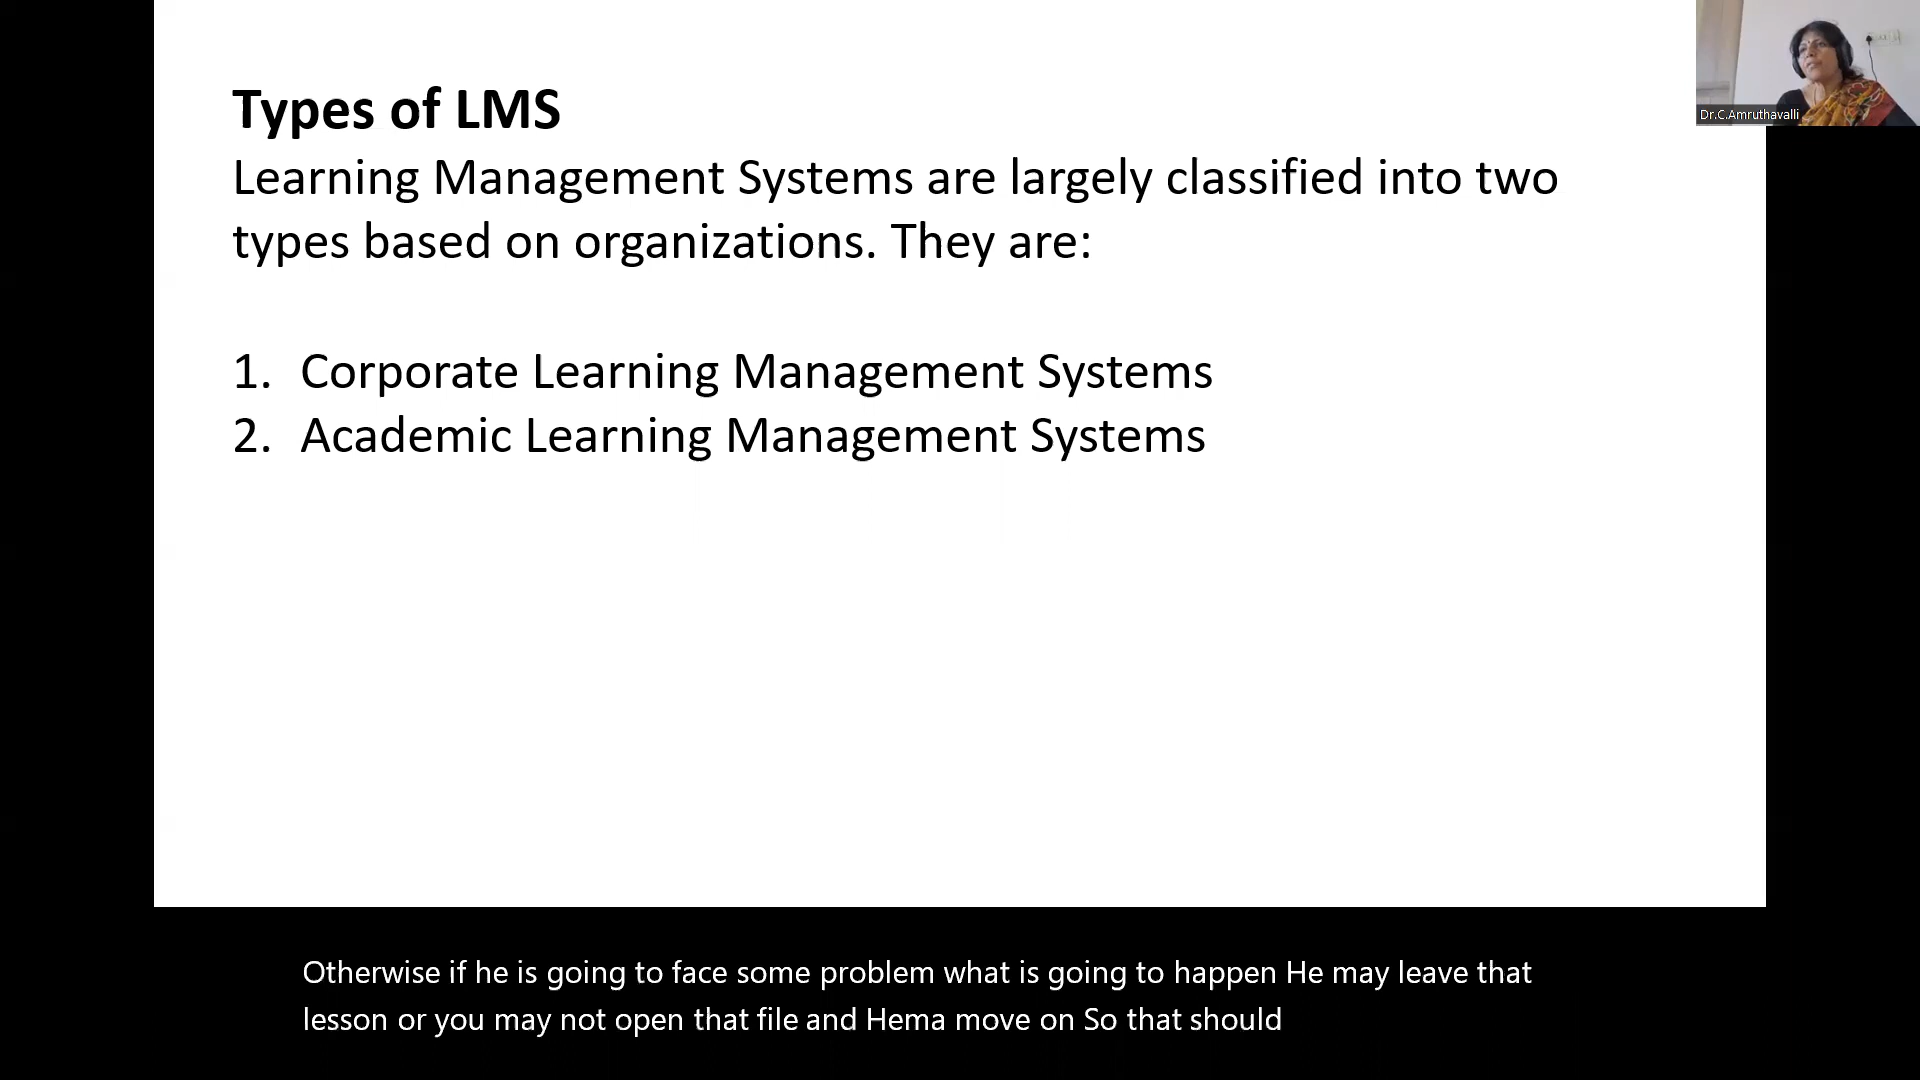 Types of LMS
Learning Management Systems are largely classified into two
types based on organizations. They are:
1. Corporate Learning Management Systems
2. Academic Learning Management Systems
Dr.C.Amruthavalli
Otherwise if he is going to face some problem what is going to happen He may leave that
lesson or you may not open that file and Hema move on So that should